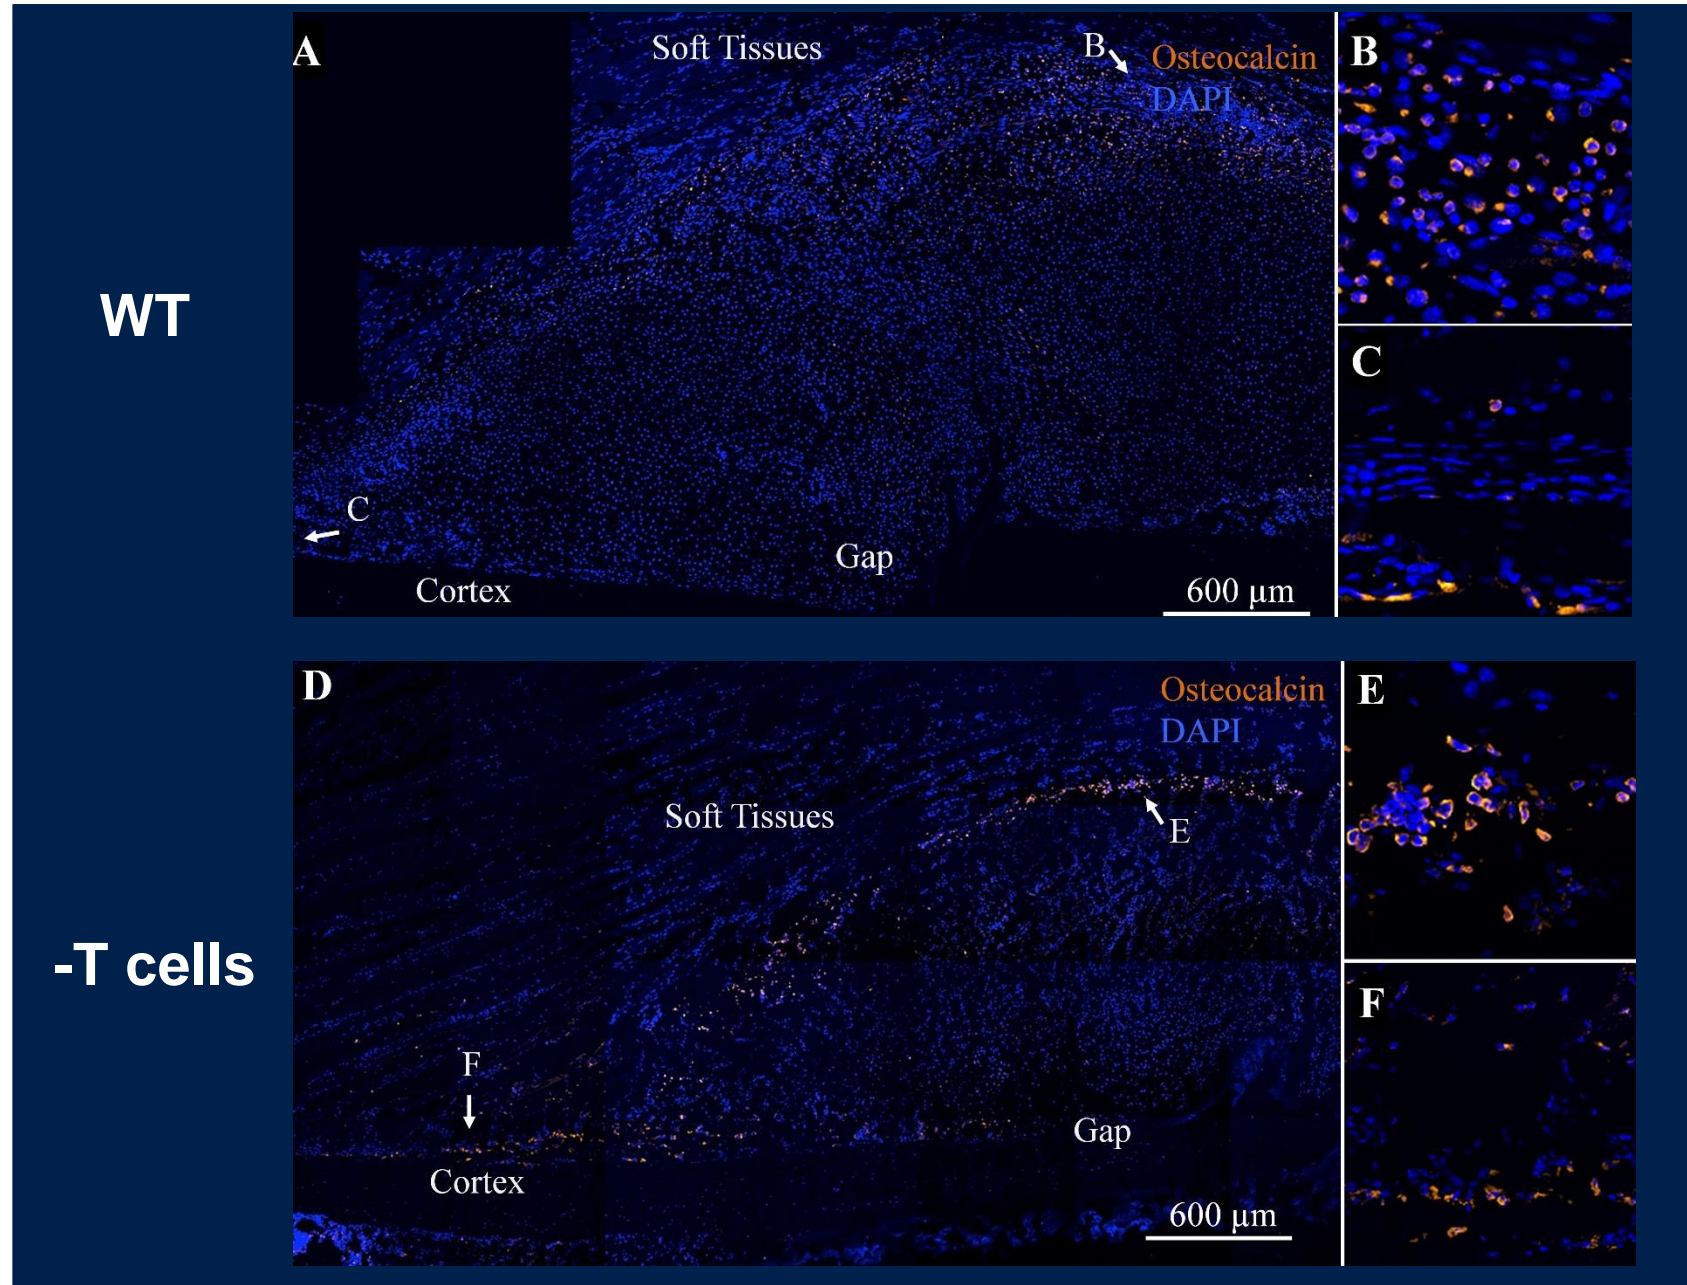 WT
A
Soft Tissues
B
Osteocalcin
DAPI
C
Gap
Cortex
600 µm
B
C
-T cells
D
Osteocalcin
DAPI
Soft Tissues
E
F
Gap
Cortex
600 µm
E
F